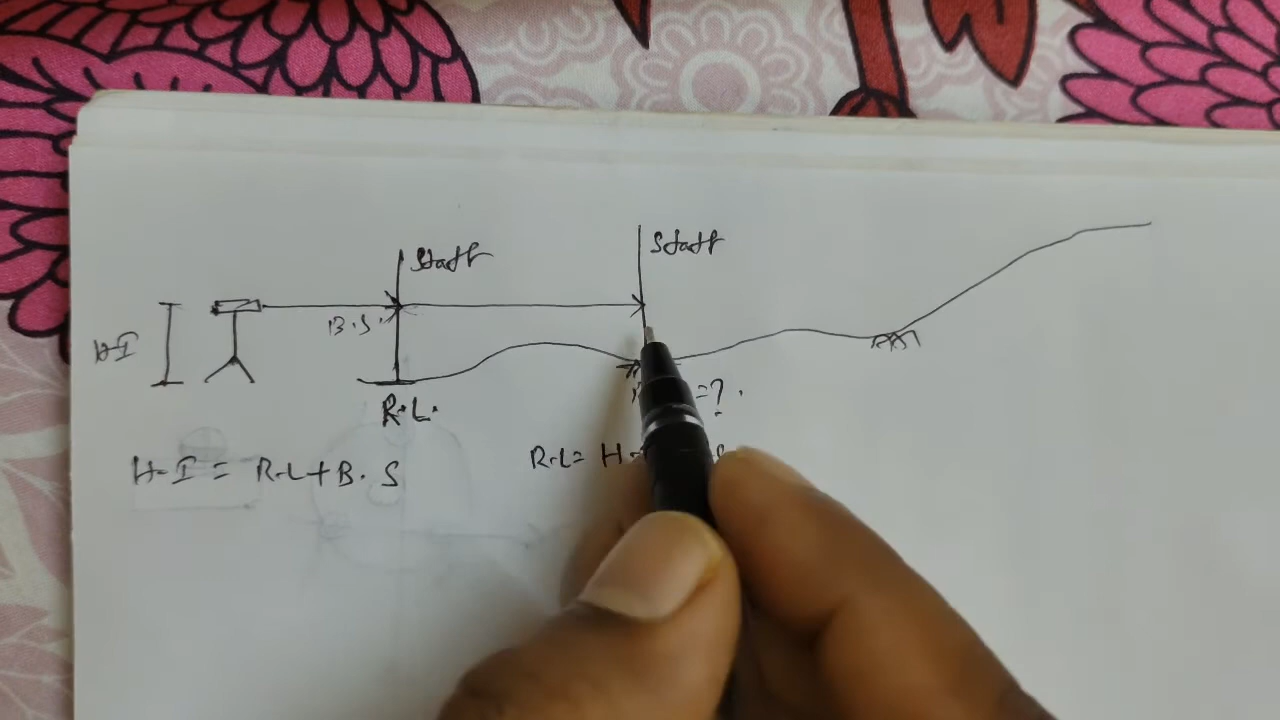 Staff
Staff
B.S.
H-I
R.L.
=?
H-I = R.L+B.S
R.L= H